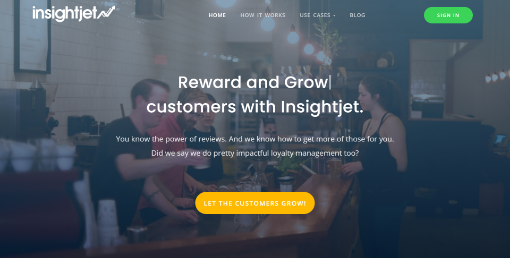 insightjet
HOME HOW IT WORKS USE CASES BLOG SIGN IN
Reward and Grow|
customers with Insightjet.
You know the power of reviews. And we know how to get more of those for you.
Did we say we do pretty impactful loyalty management too?
LET THE CUSTOMERS GROW!